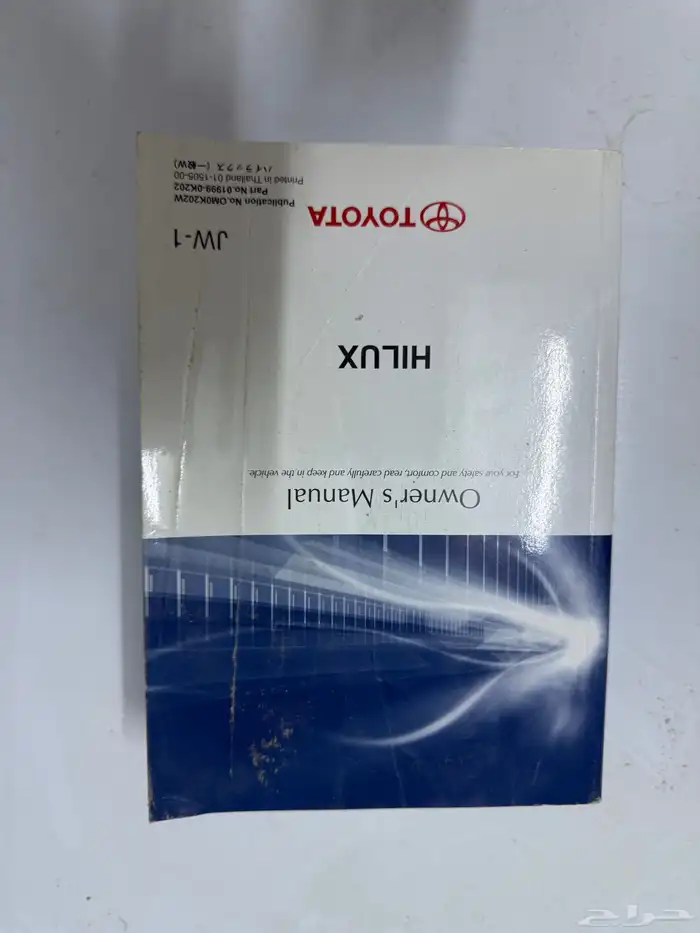 Owner's Manual
For your safety and comfort, read carefully and keep in the vehicle.
HILUX
TOYOTA
JW-1
Publication No.OM0K202W
Part No.01999-0K202
Printed in Thailand 01-1505-00
ハイラックス (一般W)
حراج